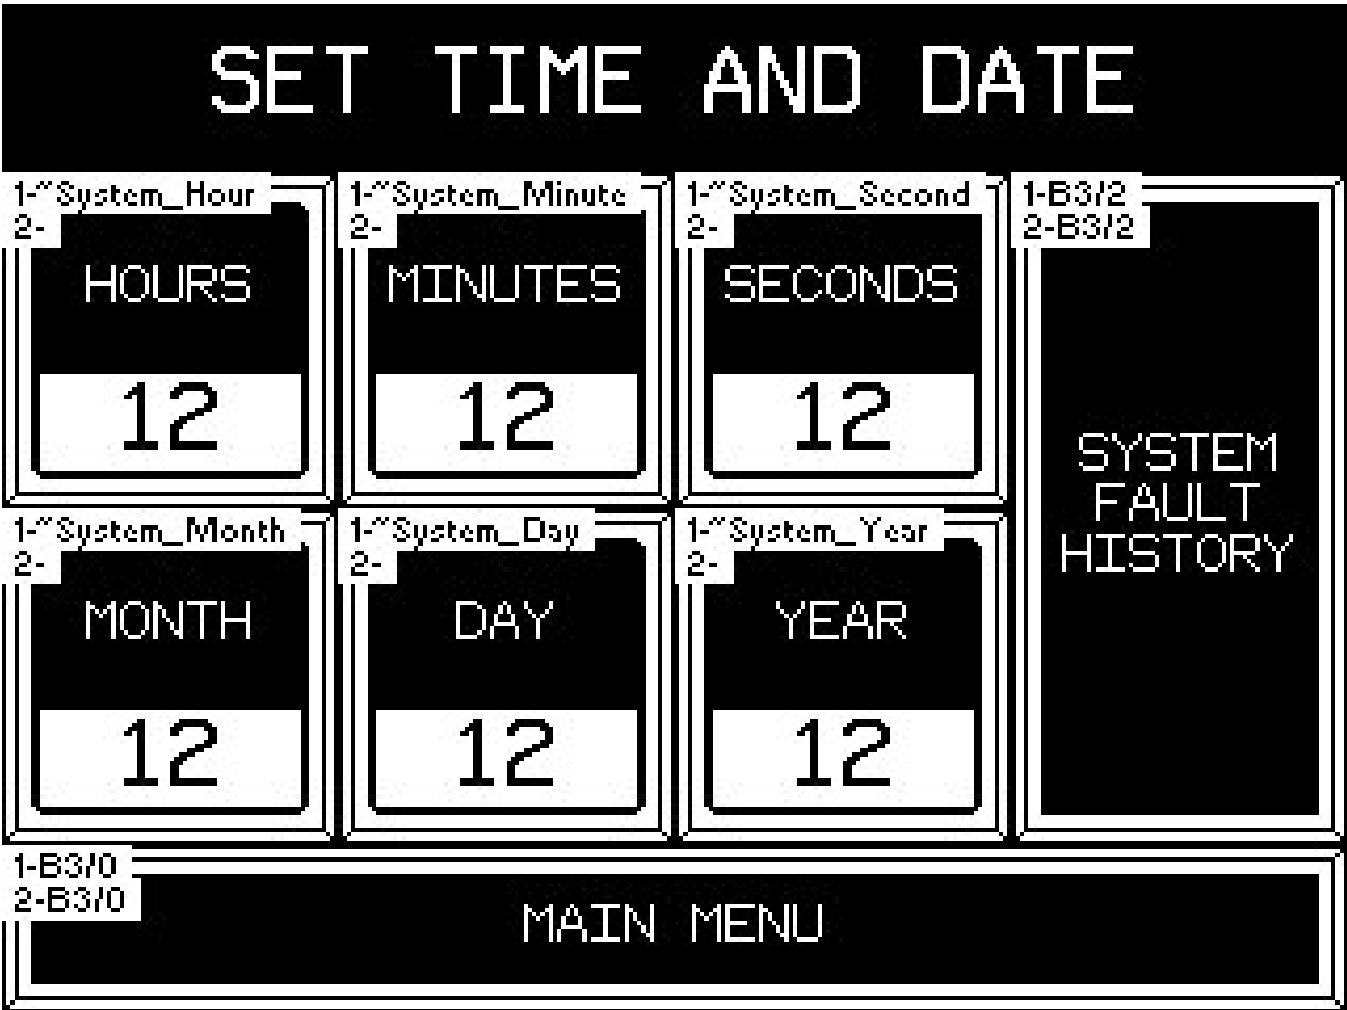 SET TIME AND DATE
1-~System_Hour
2-
HOURS
12
1-~System_Minute
2-
MINUTES
12
1-~System_Second
2-
SECONDS
12
1-B3/2
2-B3/2
SYSTEM
FAULT
HISTORY
1-~System_Month
2-
MONTH
12
1-~System_Day
2-
DAY
12
1-~System_Year
2-
YEAR
12
1-B3/0
2-B3/0
MAIN MENU